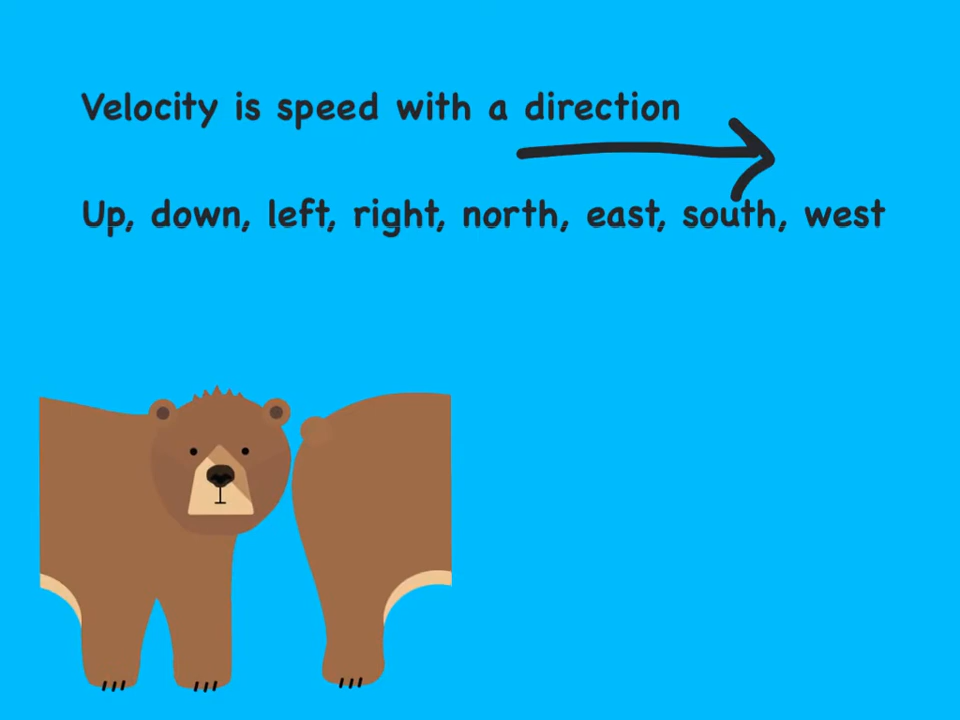 Velocity is speed with a direction
Up, down, left, right, north, east, south, west